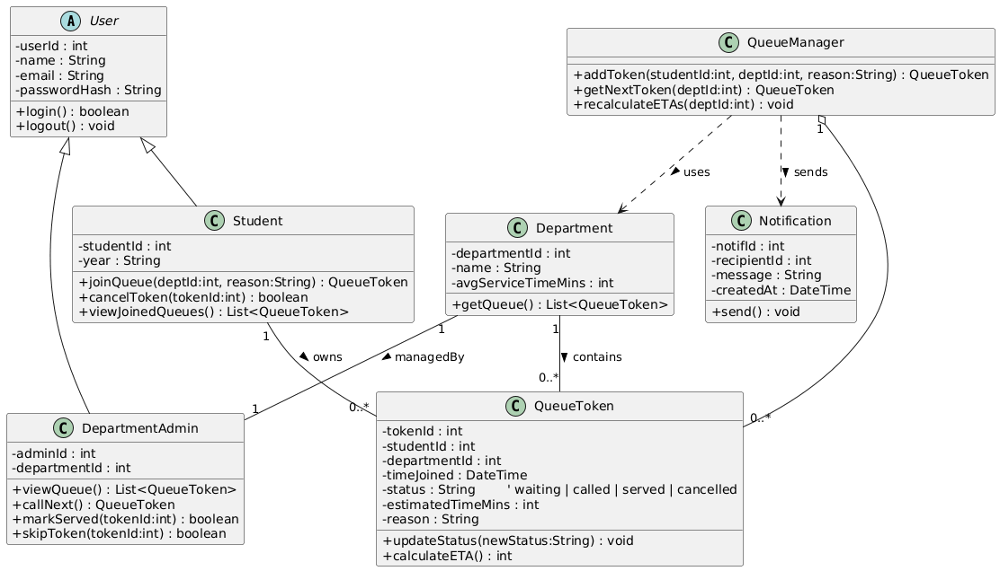 A User
-userId : int
-name : String
-email : String
-passwordHash : String
+login() : boolean
+logout() : void
C QueueManager
+addToken(studentId:int, deptId:int, reason:String) : QueueToken
+getNextToken(deptId:int) : QueueToken
+recalculateETAs(deptId:int) : void
1
uses
sends
C Student
-studentId : int
-year : String
+joinQueue(deptId:int, reason:String) : QueueToken
+cancelToken(tokenId:int) : boolean
+viewJoinedQueues() : List<QueueToken>
C Department
-departmentId : int
-name : String
-avgServiceTimeMins : int
+getQueue() : List<QueueToken>
C Notification
-notifId : int
-recipientId : int
-message : String
-createdAt : DateTime
+send() : void
1
owns
0..*
1
managedBy
1
1
contains
0..*
0..*
C DepartmentAdmin
-adminId : int
-departmentId : int
+viewQueue() : List<QueueToken>
+callNext() : QueueToken
+markServed(tokenId:int) : boolean
+skipToken(tokenId:int) : boolean
C QueueToken
-tokenId : int
-studentId : int
-departmentId : int
-timeJoined : DateTime
-status : String ' waiting | called | served | cancelled
-estimatedTimeMins : int
-reason : String
+updateStatus(newStatus:String) : void
+calculateETA() : int